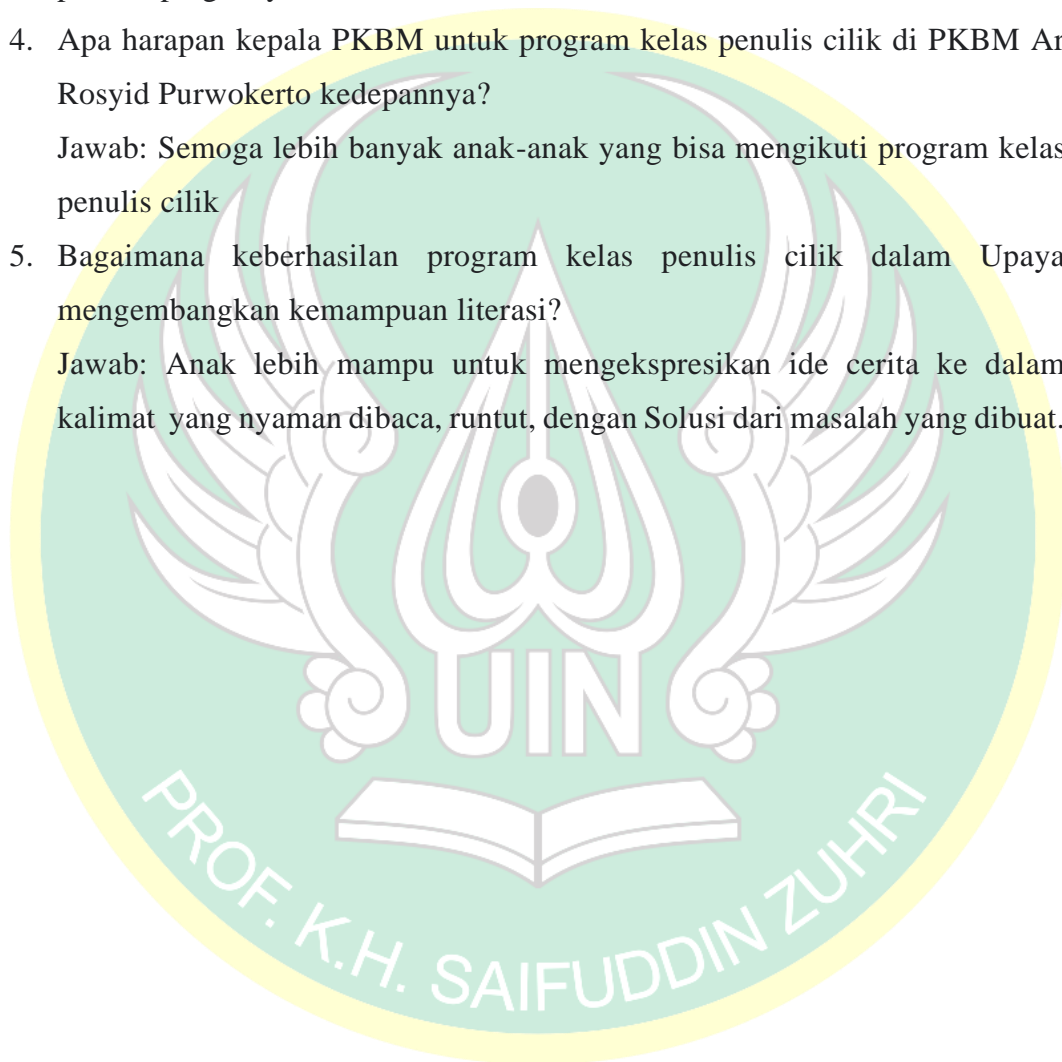 4. Apa harapan kepala PKBM untuk program kelas penulis cilik di PKBM Ar
Rosyid Purwokerto kedepannya?
Jawab: Semoga lebih banyak anak-anak yang bisa mengikuti program kelas
penulis cilik
5. Bagaimana keberhasilan program kelas penulis cilik dalam Upaya
mengembangkan kemampuan literasi?
Jawab: Anak lebih mampu untuk mengekspresikan ide cerita ke dalam
kalimat yang nyaman dibaca, runtut, dengan Solusi dari masalah yang dibuat.
UIN
PROF. K.H. SAIFUDDIN ZUHRI